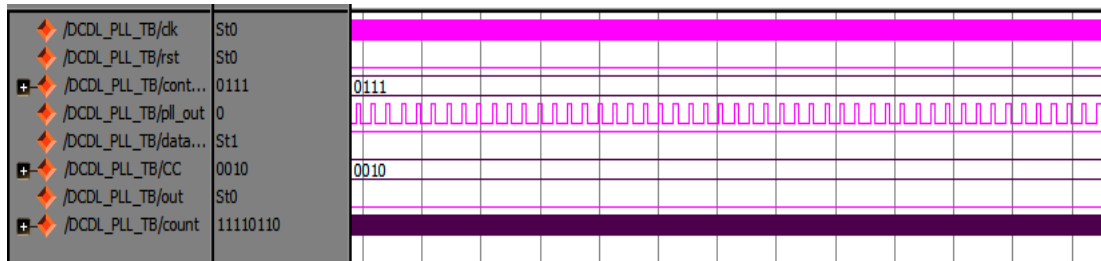 /DCDL_PLL_TB/clk St0
/DCDL_PLL_TB/rst St0
/DCDL_PLL_TB/cont... 0111 0111
/DCDL_PLL_TB/pll_out 0
/DCDL_PLL_TB/data... St1
/DCDL_PLL_TB/CC 0010 0010
/DCDL_PLL_TB/out St0
/DCDL_PLL_TB/count 11110110